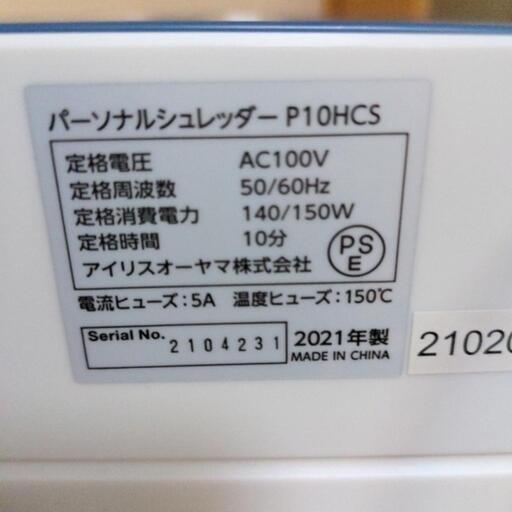 パーソナルシュレッダー P10HCS
定格電圧 AC100V
定格周波数 50/60Hz
定格消費電力 140/150W
定格時間 10分
アイリスオーヤマ株式会社
PS
E
電流ヒューズ:5A 温度ヒューズ:150℃
Serial No. 2104231
2021年製
MADE IN CHINA
21020